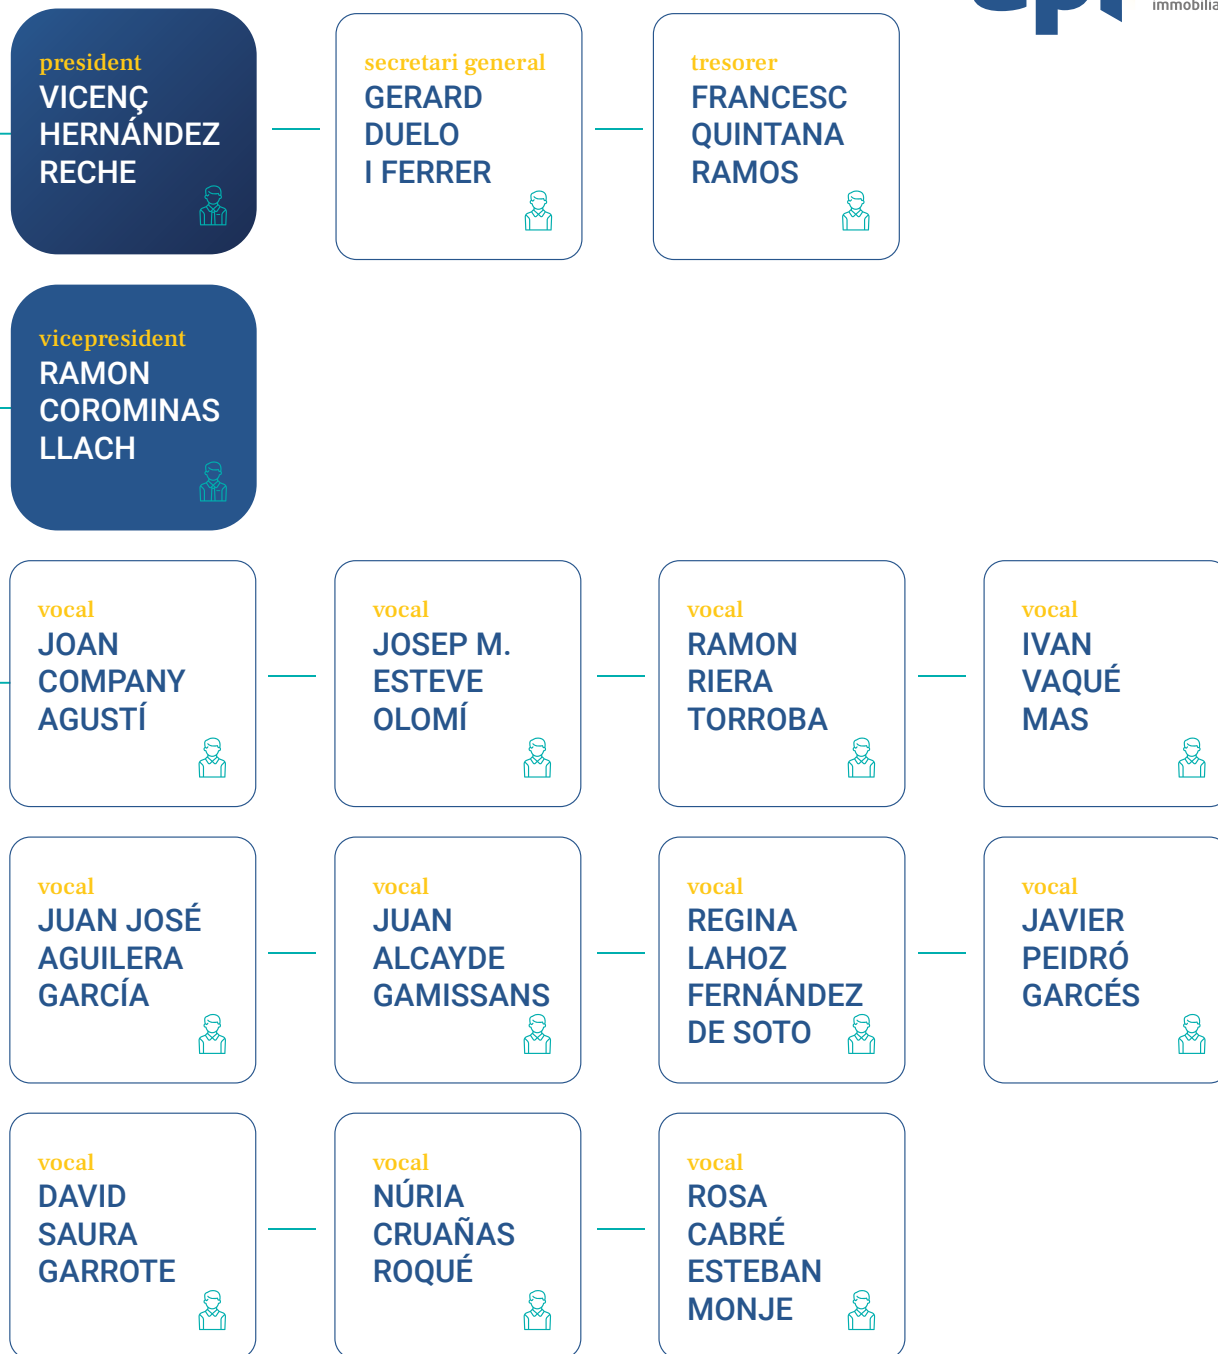 immobilia
president
VICENÇ
HERNÁNDEZ
RECHE
secretari general
GERARD
DUELO
I FERRER
tresorer
FRANCESC
QUINTANA
RAMOS
vicepresident
RAMON
COROMINAS
LLACH
vocal
JOAN
COMPANY
AGUSTÍ
vocal
JOSEP M.
ESTEVE
OLOMÍ
vocal
RAMON
RIERA
TORROBA
vocal
IVAN
VAQUÉ
MAS
vocal
JUAN JOSÉ
AGUILERA
GARCÍA
vocal
JUAN
ALCAYDE
GAMISSANS
vocal
REGINA
LAHOZ
FERNÁNDEZ
DE SOTO
vocal
JAVIER
PEIDRÓ
GARCÉS
vocal
DAVID
SAURA
GARROTE
vocal
NÚRIA
CRUAÑAS
ROQUÉ
vocal
ROSA
CABRÉ
ESTEBAN
MONJE